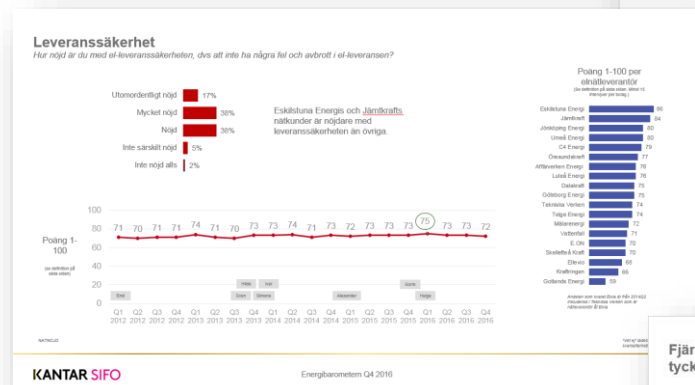 Leveranssäkerhet
Hur nöjd är du med el-leveranssäkerheten, dvs att inte ha några fel och avbrott i el-leveransen?
Utomordentligt nöjd 17%
Mycket nöjd 38%
Nöjd 38%
Inte särskilt nöjd 5%
Inte nöjd alls 2%
Eskilstuna Energis och Jämtkrafts
nätkunder är nöjdare med
leveranssäkerheten än övriga.
Poäng 1-100 per
elnätleverantör
Eskilstuna Energi 86
Jämtkraft 84
Jönköping Energi 80
Umeå Energi 80
C4 Energi 79
Öresundskraft 77
Affärsverken Energi 76
Luleå Energi 76
Dalakraft 75
Göteborg Energi 75
Tekniska Verken 74
Telge Energi 74
Mälarenergi 72
Vattenfall 71
E.ON 70
Skellefteå Kraft 70
Ellevio 68
Kraftringen 66
Gotlands Energi 59
Poäng 1-
100
(se definition på
sista sidan)
100
80
60
40
20
0
71 70 71 71 74 71 70 73 73 74 71 73 72 73 73 73 75 73 73 72
Emil
Hilde
Ivar
Sven
Simone
Alexander
Gorm
Helga
Q1 Q2 Q3 Q4 Q1 Q2 Q3 Q4 Q1 Q2 Q3 Q4 Q1 Q2 Q3 Q4 Q1 Q2 Q3 Q4
2012 2012 2012 2012 2013 2013 2013 2013 2014 2014 2014 2014 2015 2015 2015 2015 2016 2016 2016 2016
KANTAR SIFO
Energibarometern Q4 2016
Fjär
tyck